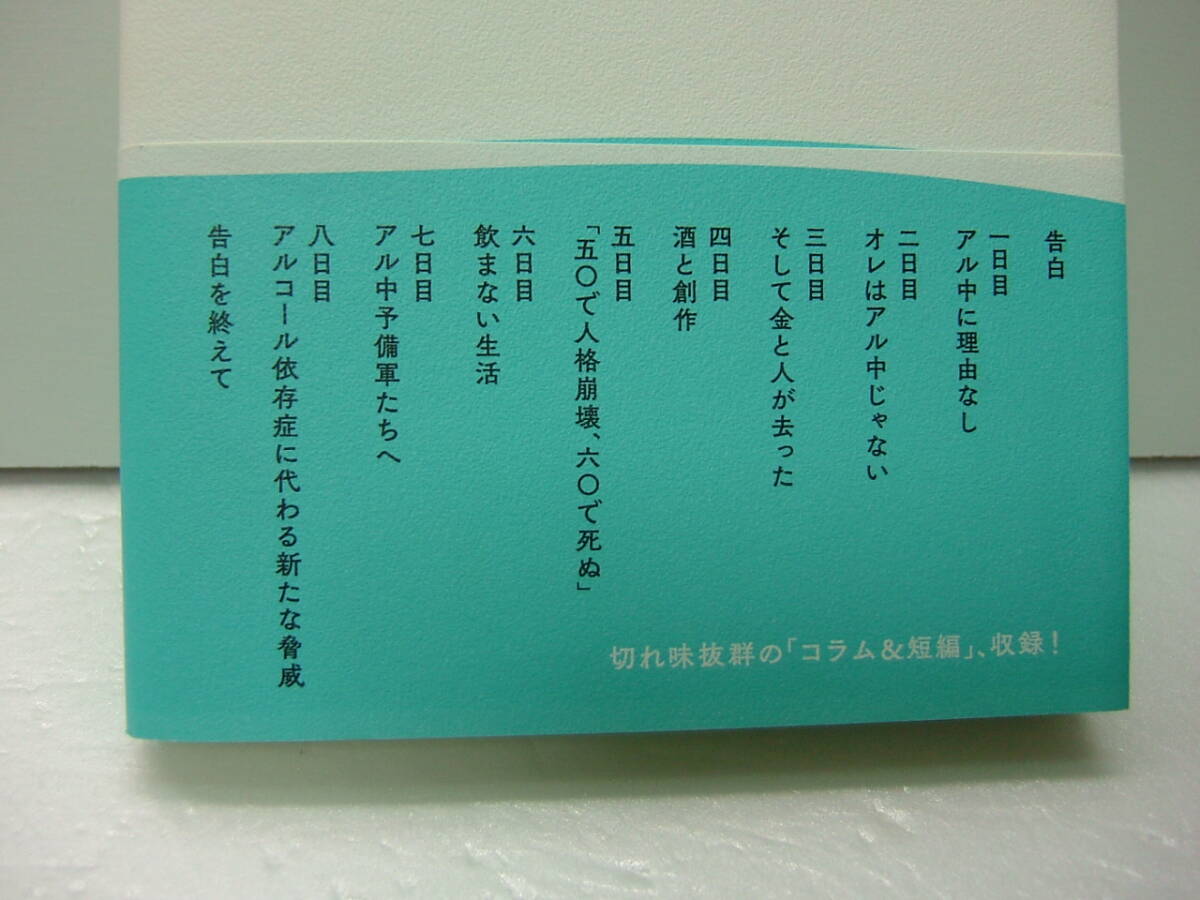 告白
一日目
アル中に理由なし
二日目
オレはアル中じゃない
三日目
そして金と人が去った
四日目
酒と創作
五日目
「五〇で人格崩壊、六〇で死ぬ」
六日目
飲まない生活
七日目
アル中予備軍たちへ
八日目
アルコール依存症に代わる新たな脅威
告白を終えて
切れ味抜群の「コラム&短編」、収録!